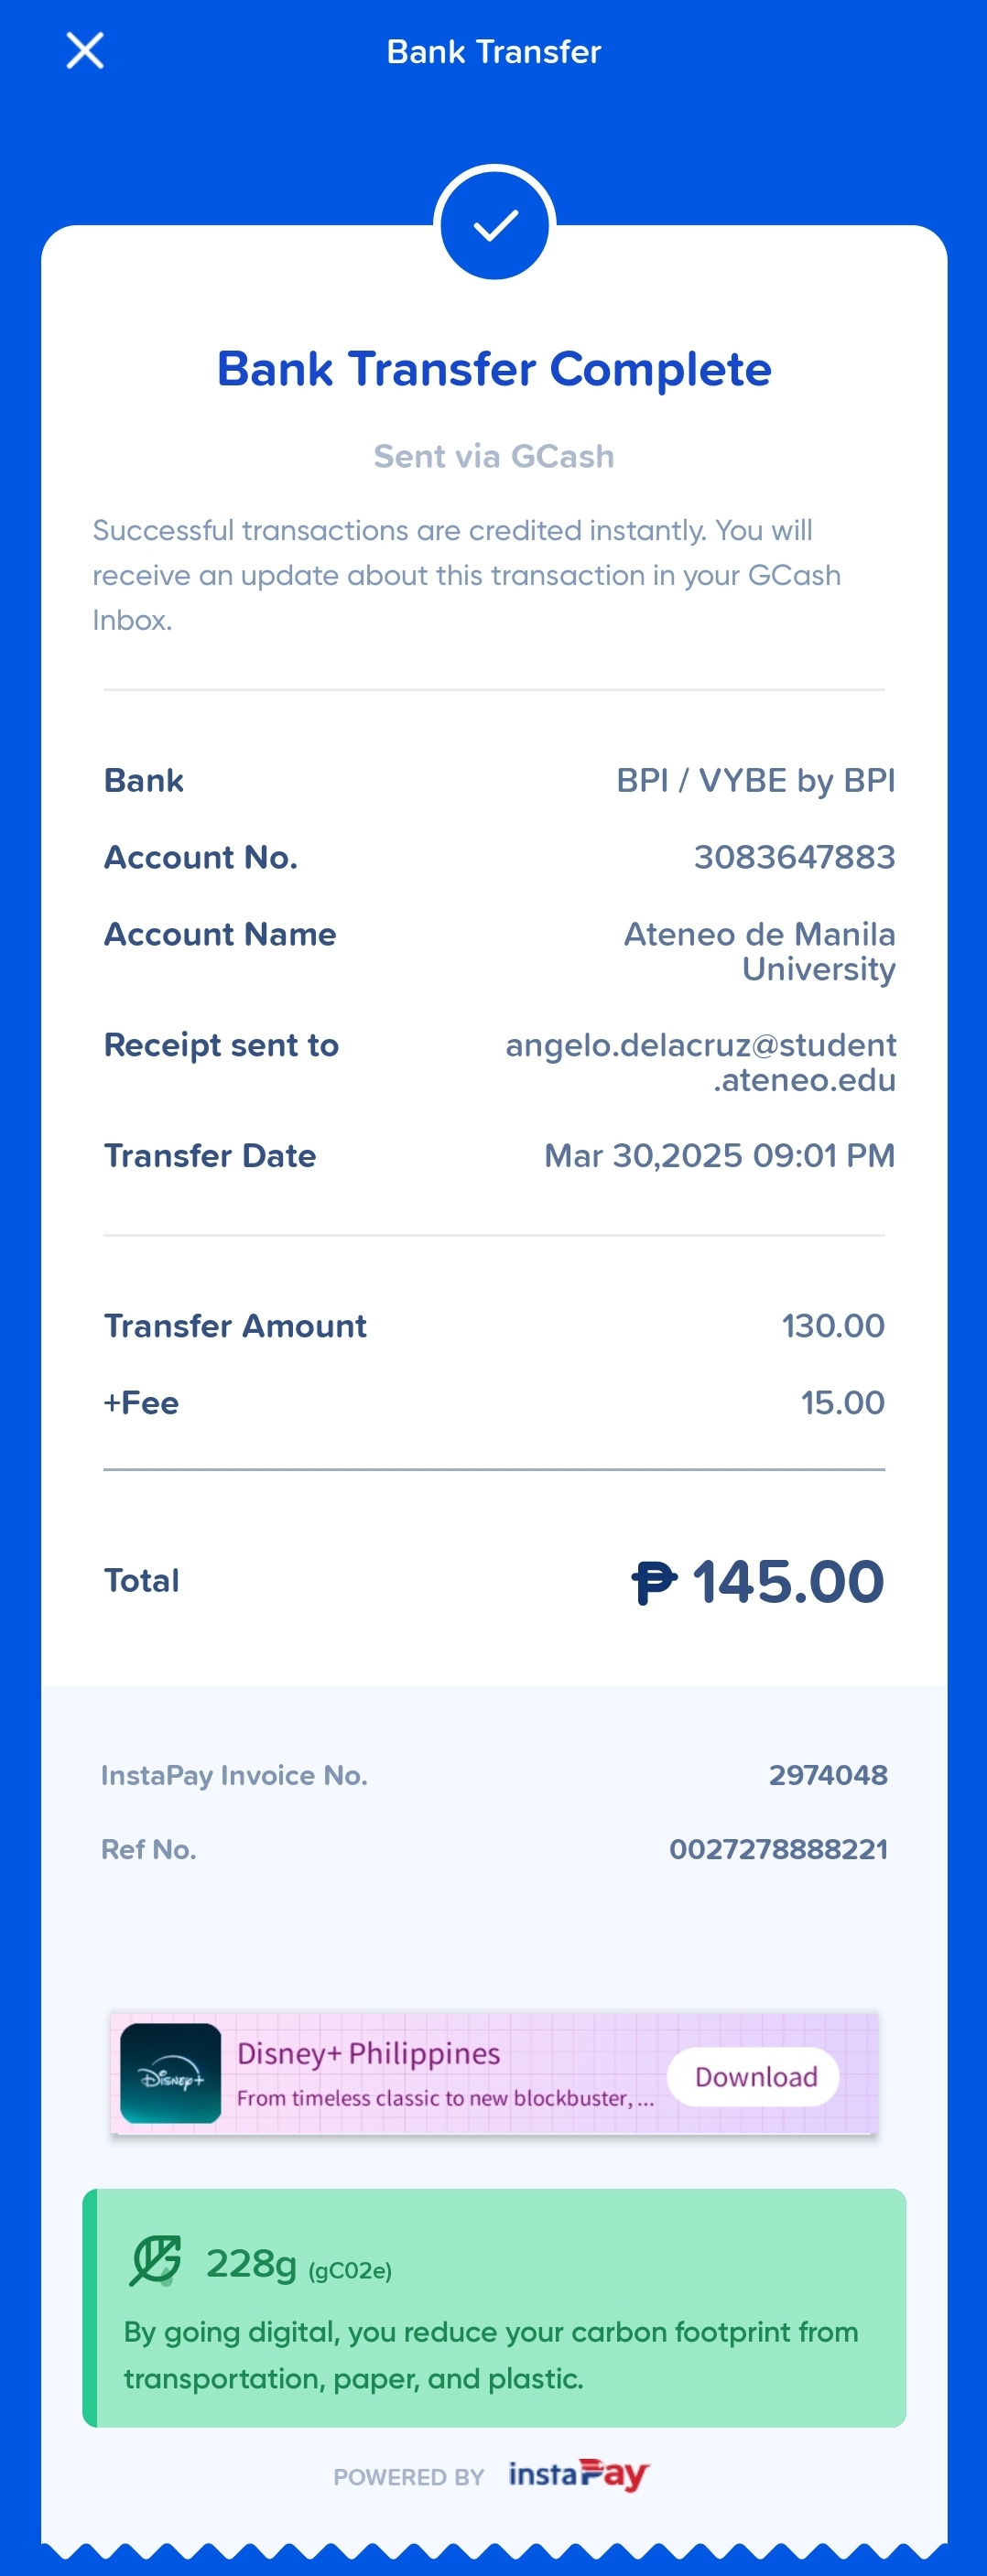 Bank Transfer
Bank Transfer Complete
Sent via GCash
Successful transactions are credited instantly. You will
receive an update about this transaction in your GCash
Inbox.
Bank BPI / VYBE by BPI
Account No. 3083647883
Account Name Ateneo de Manila
University
Receipt sent to angelo.delacruz@student
.ateneo.edu
Transfer Date Mar 30,2025 09:01 PM
Transfer Amount 130.00
+Fee 15.00
Total ₱ 145.00
InstaPay Invoice No. 2974048
Ref No. 0027278888221
Disney+
Disney+ Philippines
From timeless classic to new blockbuster, ...
Download
228g (gC02e)
By going digital, you reduce your carbon footprint from
transportation, paper, and plastic.
POWERED BY instaPay